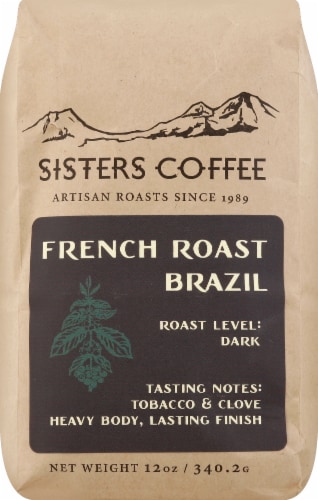 SISTERS COFFEE
ARTISAN ROASTS SINCE 1989
FRENCH ROAST
BRAZIL
ROAST LEVEL:
DARK
TASTING NOTES:
TOBACCO & CLOVE
HEAVY BODY, LASTING FINISH
NET WEIGHT 12OZ / 340.2G